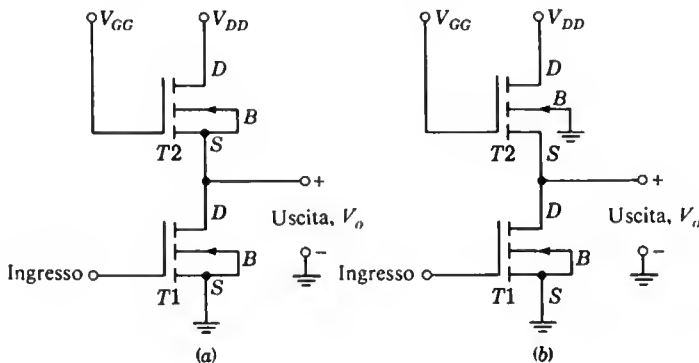 V_GG V_DD
D
B
T2 S
+
D
Uscita, V_o
B
Ingresso
-
T1 S
(a)
V_GG V_DD
D
B
T2 S
+
D
Uscita, V_o
B
Ingresso
-
T1 S
(b)